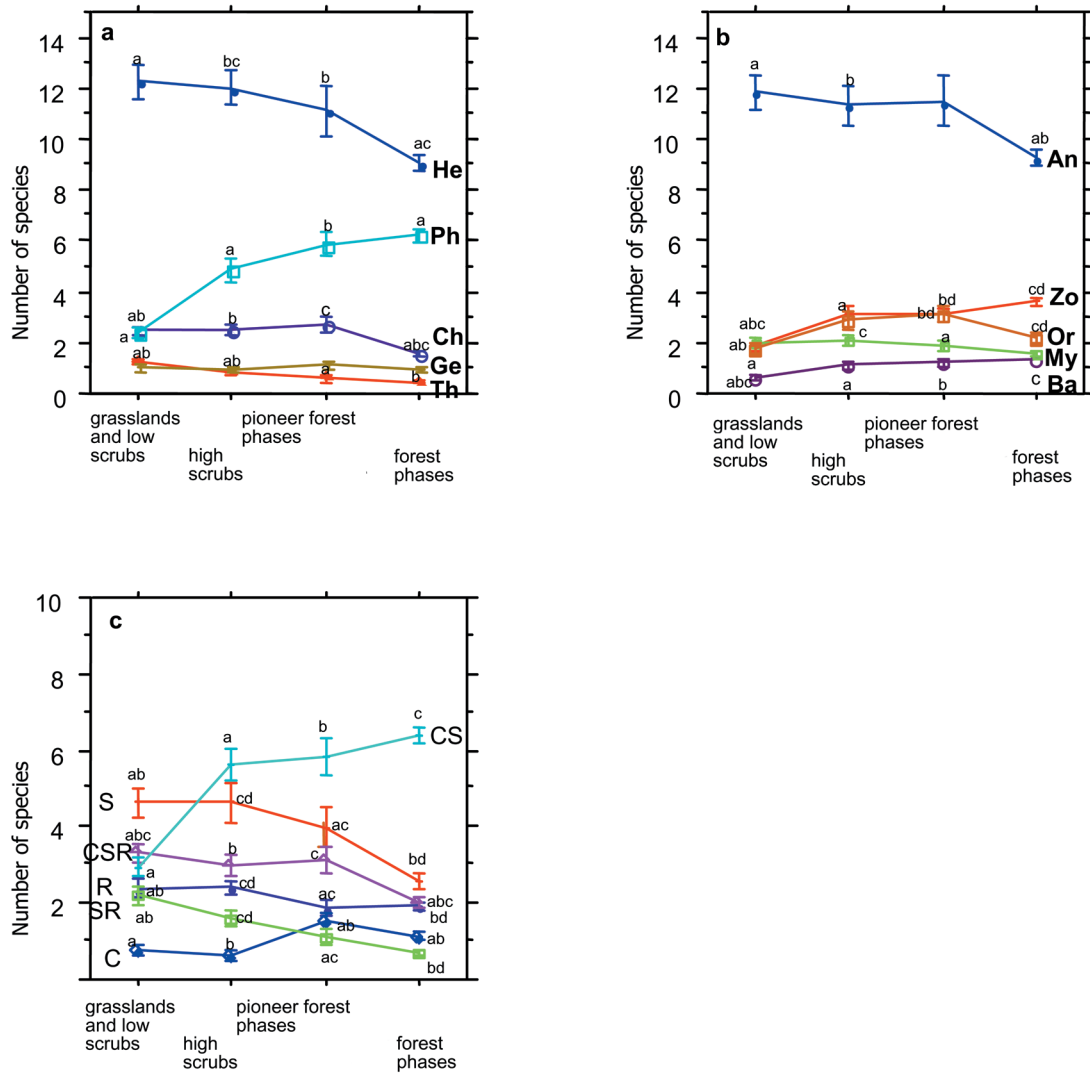 a
14
12
10
8
6
4
2
0
Number of species
a
bc
b
ac
He
ab
a
b
a
Ph
a
b
c
abc
Ch
ab
ab
a
b
Ge
Th
grasslands
and low
scrubs
high
scrubs
pioneer forest
phases
forest
phases
b
14
12
10
8
6
4
2
0
Number of species
a
b
ab
An
abc
a
bd
cd
Zo
ab
bd
cd
Or
a
c
a
My
abc
a
b
c
Ba
grasslands
and low
scrubs
high
scrubs
pioneer forest
phases
forest
phases
c
10
8
6
4
2
Number of species
a
b
c
CS
ab
S
cd
ac
bd
abc
CSR
b
c
abc
a
R
cd
ac
bd
ab
SR
ab
cd
ab
ab
a
C
b
ac
bd
grasslands
and low
scrubs
high
scrubs
pioneer forest
phases
forest
phases